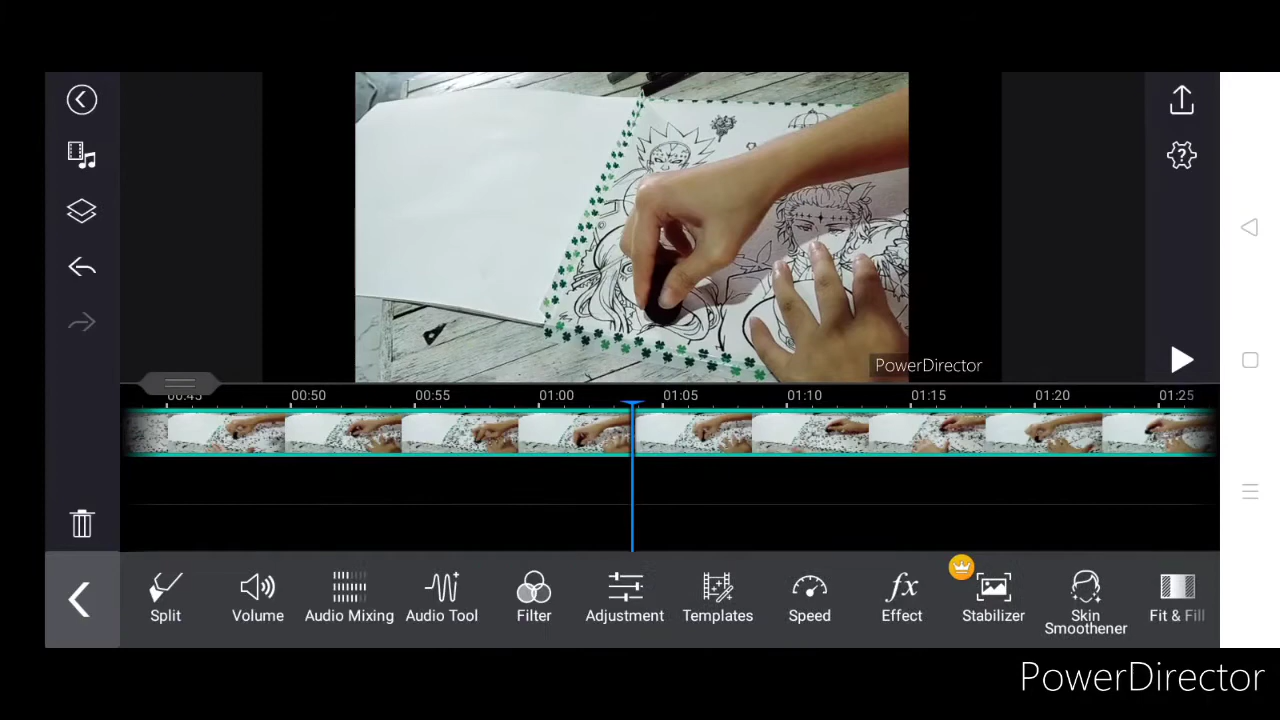 PowerDirector
00:45
00:50
00:55
01:00
01:05
01:10
01:15
01:20
01:25
Split
Volume
Audio Mixing
Audio Tool
Filter
Adjustment
Templates
Speed
Effect
Stabilizer
Skin
Smoothener
Fit & Fill
PowerDirector